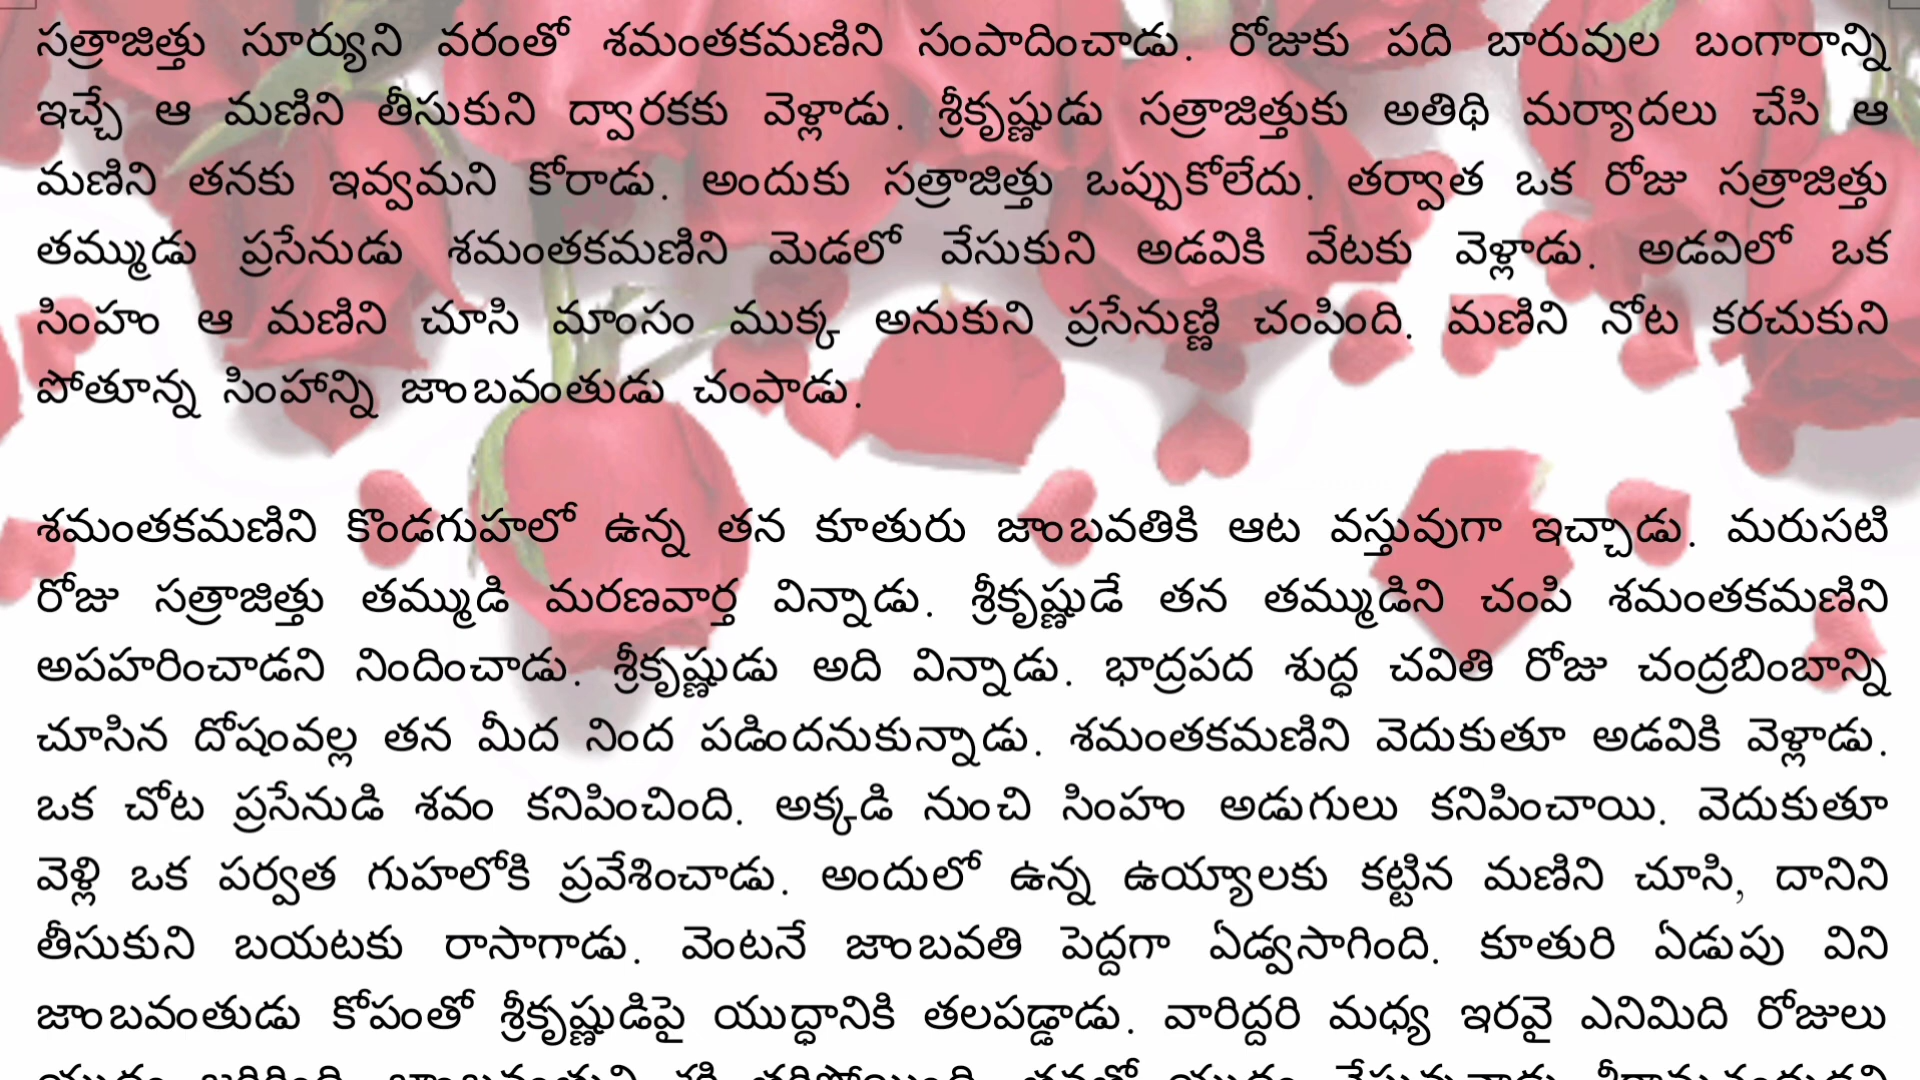 సత్రాజిత్తు సూర్యుని వరంతో శమంతకమణిని సంపాదించాడు. రోజుకు పది బారువుల బంగారాన్ని
ఇచ్చే ఆ మణిని తీసుకుని ద్వారకకు వెళ్లాడు. శ్రీకృష్ణుడు సత్రాజిత్తుకు అతిథి మర్యాదలు చేసి ఆ
మణిని తనకు ఇవ్వమని కోరాడు. అందుకు సత్రాజిత్తు ఒప్పుకోలేదు. తర్వాత ఒక రోజు సత్రాజిత్తు
తమ్ముడు ప్రసేనుడు శమంతకమణిని మెడలో వేసుకుని అడవికి వేటకు వెళ్లాడు. అడవిలో ఒక
సింహం ఆ మణిని చూసి మాంసం ముక్క అనుకుని ప్రసేనుణ్ణి చంపింది. మణిని నోట కరచుకుని
పోతూన్న సింహాన్ని జాంబవంతుడు చంపాడు.
శమంతకమణిని కొండగుహలో ఉన్న తన కూతురు జాంబవతికి ఆట వస్తువుగా ఇచ్చాడు. మరుసటి
రోజు సత్రాజిత్తు తమ్ముడి మరణవార్త విన్నాడు. శ్రీకృష్ణుడే తన తమ్ముడిని చంపి శమంతకమణిని
అపహరించాడని నిందించాడు. శ్రీకృష్ణుడు అది విన్నాడు. భాద్రపద శుద్ధ చవితి రోజు చంద్రబింబాన్ని
చూసిన దోషంవల్ల తన మీద నింద పడిందనుకున్నాడు. శమంతకమణిని వెదుకుతూ అడవికి వెళ్లాడు.
ఒక చోట ప్రసేనుడి శవం కనిపించింది. అక్కడి నుంచి సింహం అడుగులు కనిపించాయి. వెదుకుతూ
వెళ్లి ఒక పర్వత గుహలోకి ప్రవేశించాడు. అందులో ఉన్న ఉయ్యాలకు కట్టిన మణిని చూసి, దానిని
తీసుకుని బయటకు రాసాగాడు. వెంటనే జాంబవతి పెద్దగా ఏడ్వసాగింది. కూతురి ఏడుపు విని
జాంబవంతుడు కోపంతో శ్రీకృష్ణుడిపై యుద్ధానికి తలపడ్డాడు. వారిద్దరి మధ్య ఇరవై ఎనిమిది రోజులు